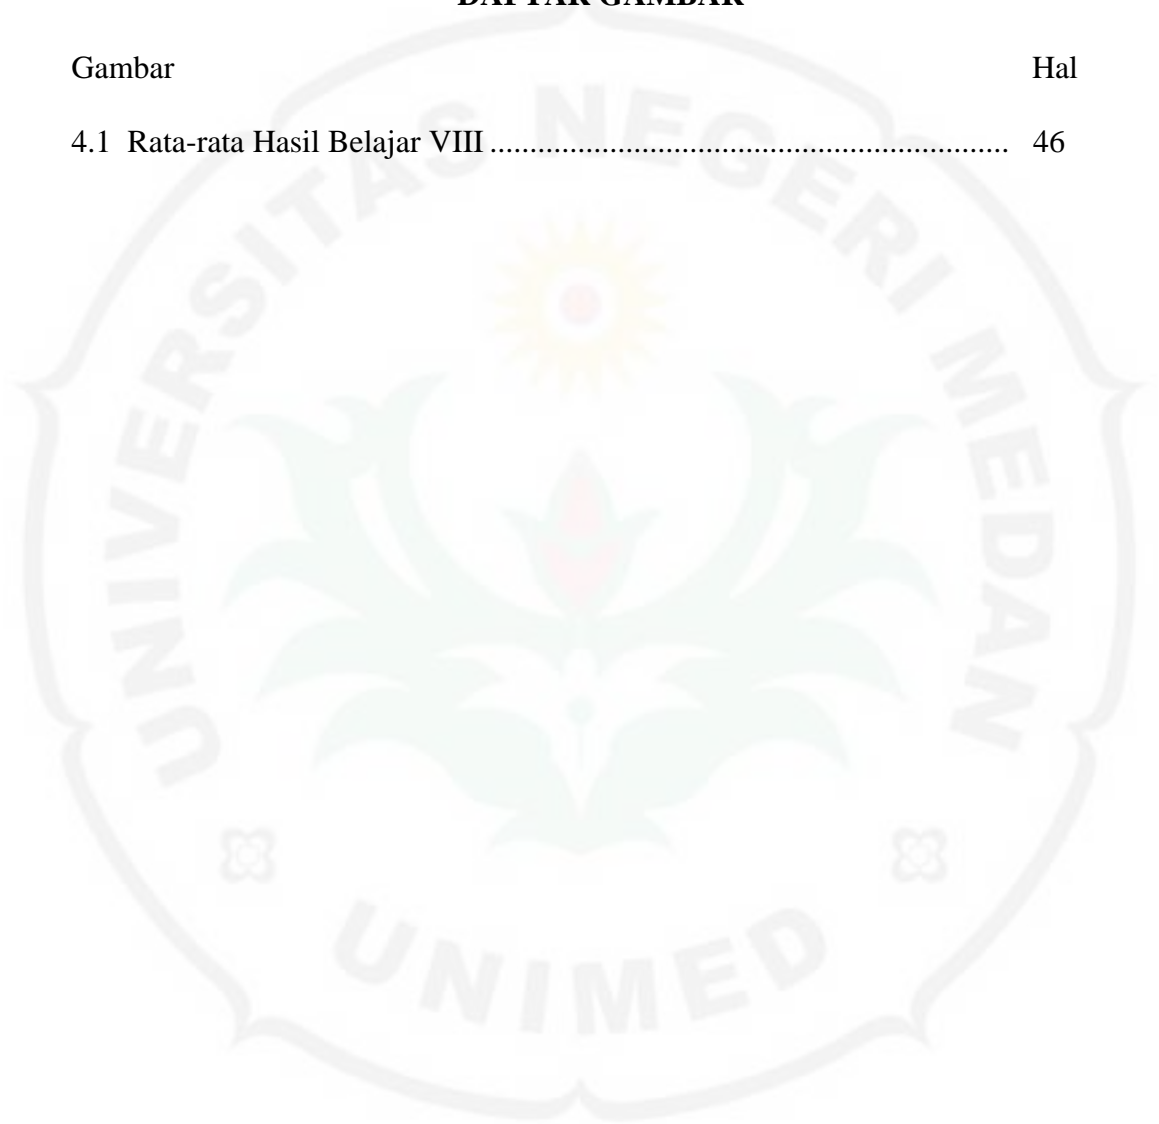 DAFTAR GAMBAR
Gambar Hal
4.1 Rata-rata Hasil Belajar VIII ................................................................. 46
UNIVERSITAS NEGERI MEDAN
UNIMED